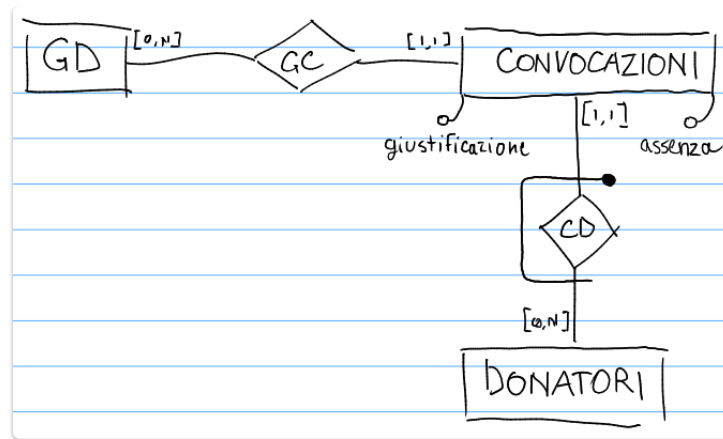 GD [0,N] GC [1,1] CONVOCAZIONI
giustificazione [1,1] assenza
CD
[0,N]
DONATORI